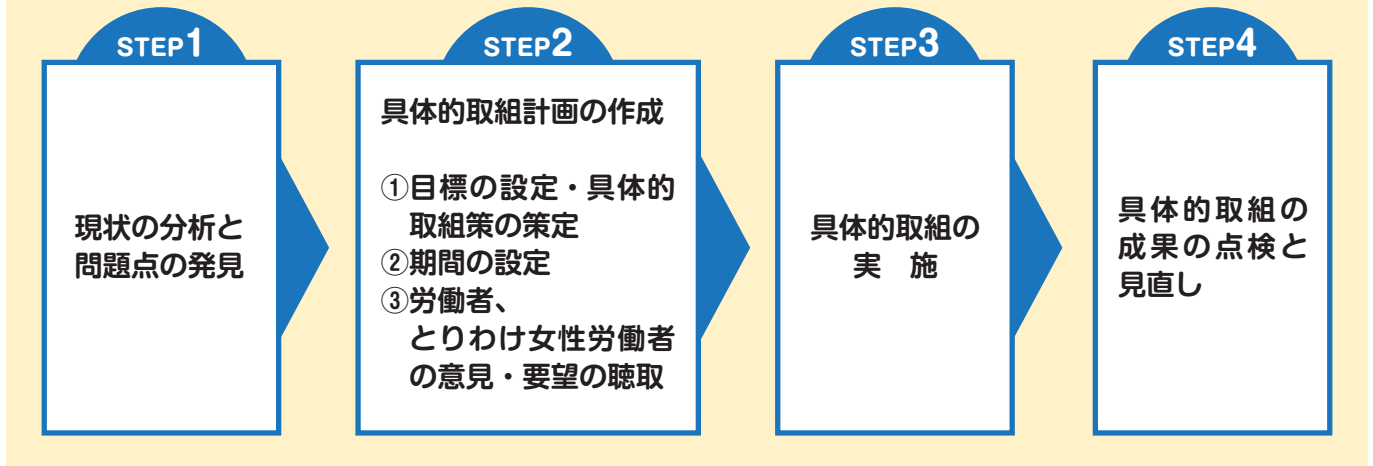 STEP1
現状の分析と
問題点の発見
STEP2
具体的取組計画の作成
①目標の設定・具体的
取組策の策定
②期間の設定
③労働者、
とりわけ女性労働者
の意見・要望の聴取
STEP3
具体的取組の
実　施
STEP4
具体的取組の
成果の点検と
見直し